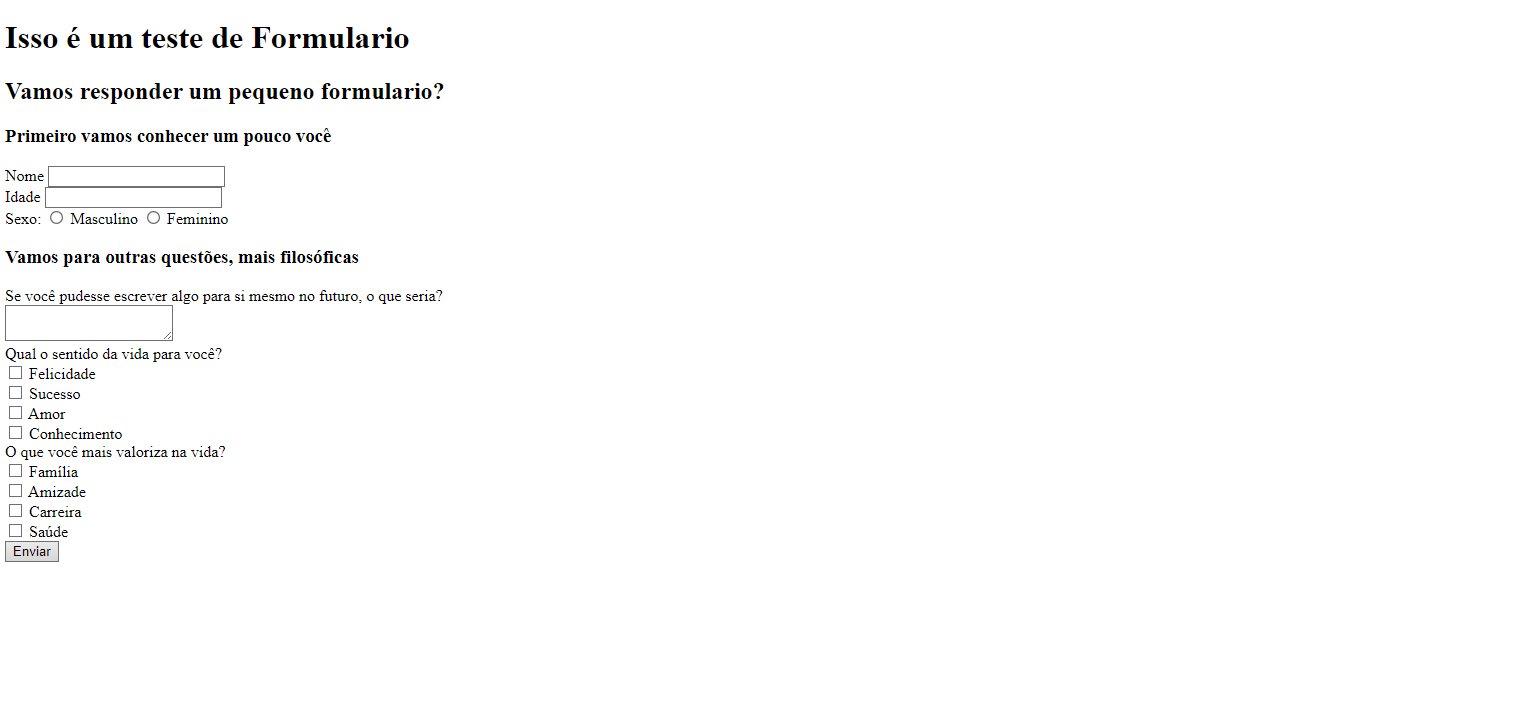 Isso é um teste de Formulario
Vamos responder um pequeno formulario?
Primeiro vamos conhecer um pouco você
Nome
Idade
Sexo: Masculino Feminino
Vamos para outras questões, mais filosóficas
Se você pudesse escrever algo para si mesmo no futuro, o que seria?
Qual o sentido da vida para você?
Felicidade
Sucesso
Amor
Conhecimento
O que você mais valoriza na vida?
Família
Amizade
Carreira
Saúde
Enviar